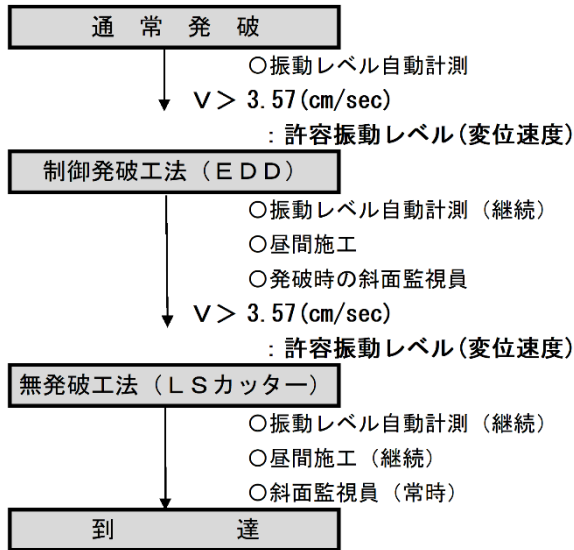 通　常　発　破
○振動レベル自動計測
Ｖ＞ 3.57(cm/sec)
：許容振動レベル(変位速度)
制御発破工法（ＥＤＤ）
○振動レベル自動計測（継続）
○昼間施工
○発破時の斜面監視員
Ｖ＞ 3.57(cm/sec)
：許容振動レベル(変位速度)
無発破工法（ＬＳカッター）
○振動レベル自動計測（継続）
○昼間施工（継続）
○斜面監視員（常時）
到　　　　　達